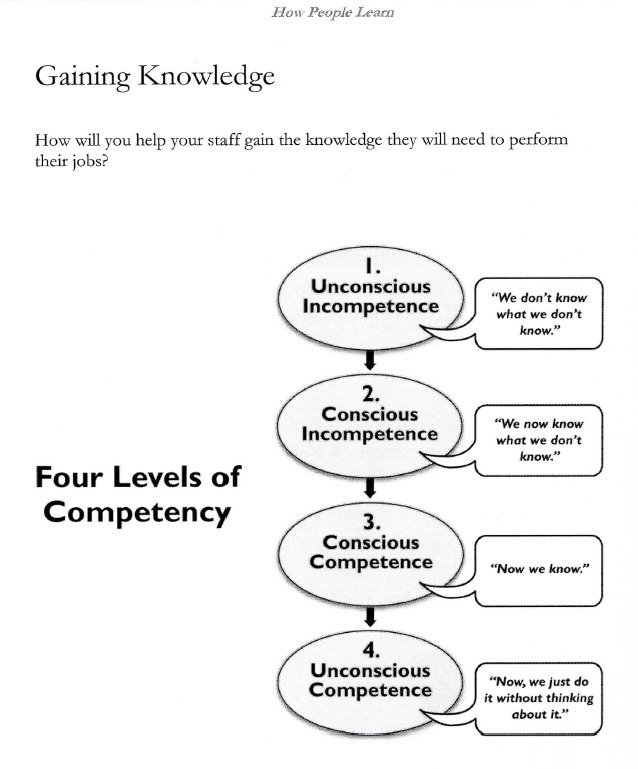 How People Learn
Gaining Knowledge
How will you help your staff gain the knowledge they will need to perform
their jobs?
1.
Unconscious
Incompetence
“We don’t know
what we don’t
know.”
2.
Conscious
Incompetence
“We now know
what we don’t
know.”
Four Levels of
Competency
3.
Conscious
Competence
“Now we know.”
4.
Unconscious
Competence
“Now, we just do
it without thinking
about it.”